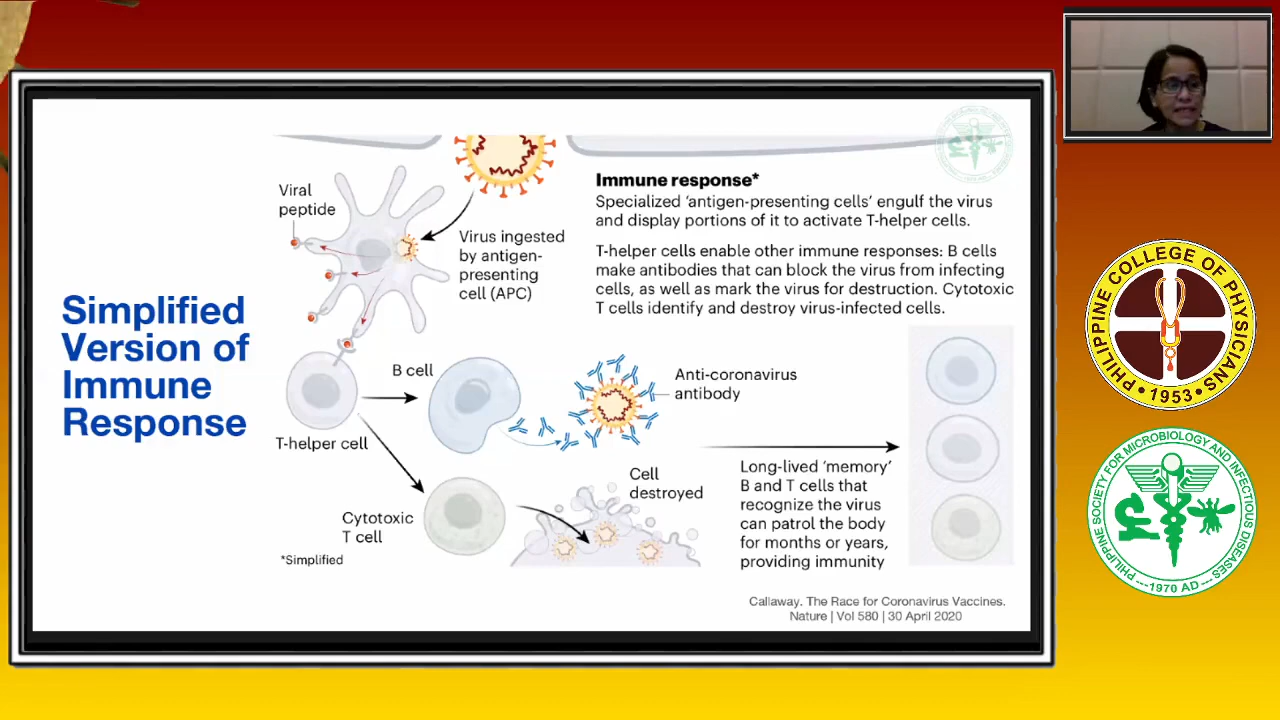 Simplified
Version of
Immune
Response
Viral
peptide
Virus ingested
by antigen-
presenting
cell (APC)
Immune response*
Specialized ‘antigen-presenting cells’ engulf the virus
and display portions of it to activate T-helper cells.
T-helper cells enable other immune responses: B cells
make antibodies that can block the virus from infecting
cells, as well as mark the virus for destruction. Cytotoxic
T cells identify and destroy virus-infected cells.
B cell
Anti-coronavirus
antibody
T-helper cell
Cytotoxic
T cell
Cell
destroyed
Long-lived ‘memory’
B and T cells that
recognize the virus
can patrol the body
for months or years,
providing immunity
*Simplified
Callaway. The Race for Coronavirus Vaccines.
Nature | Vol 580 | 30 April 2020
PHILIPPINE COLLEGE OF PHYSICIANS
• 1953 •
PHILIPPINE SOCIETY FOR MICROBIOLOGY AND INFECTIOUS DISEASES
---1970 AD---